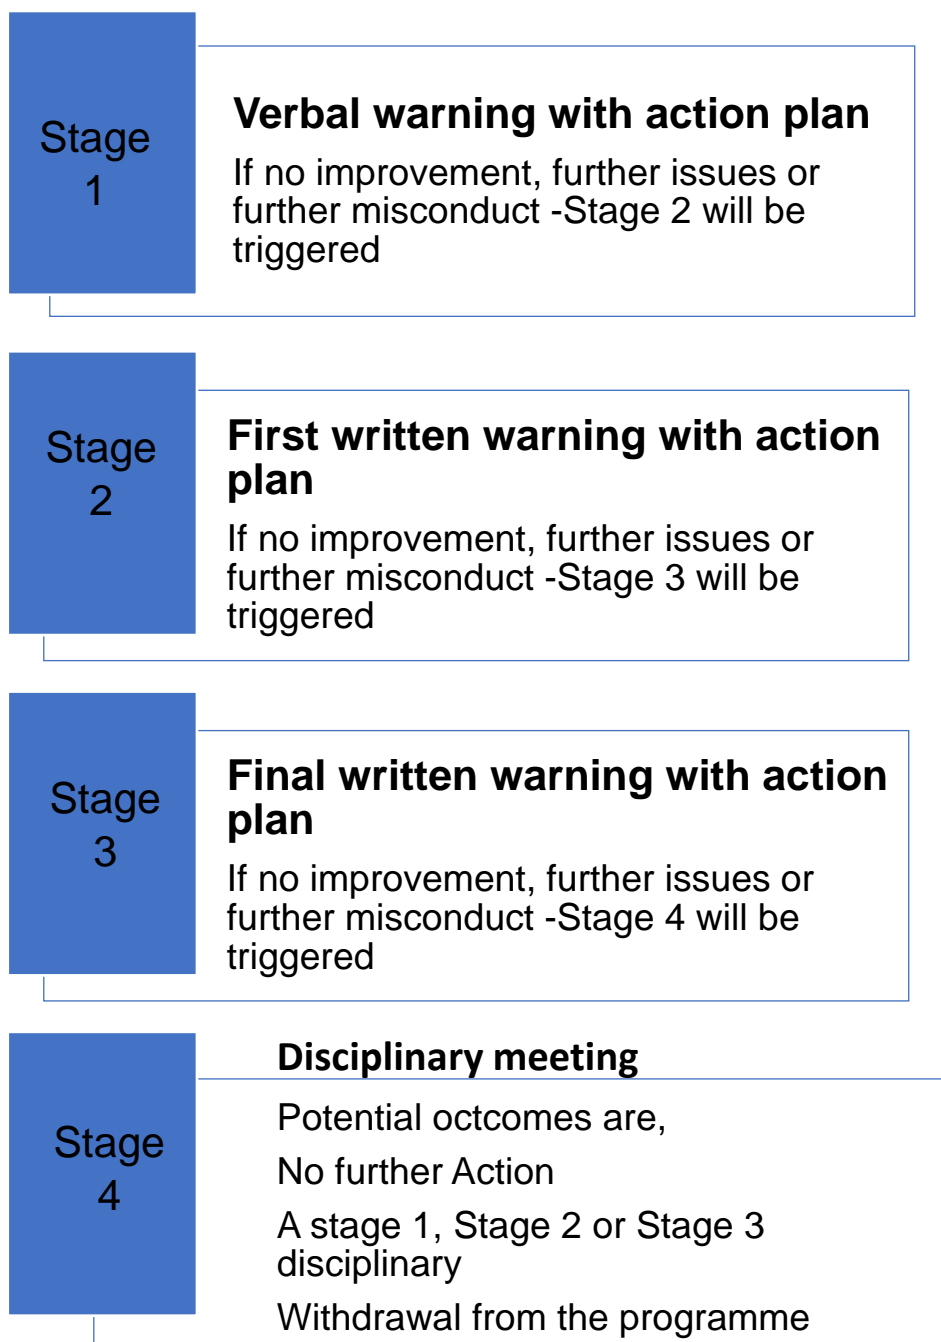 Stage
1
Verbal warning with action plan
If no improvement, further issues or
further misconduct -Stage 2 will be
triggered
Stage
2
First written warning with action
plan
If no improvement, further issues or
further misconduct -Stage 3 will be
triggered
Stage
3
Final written warning with action
plan
If no improvement, further issues or
further misconduct -Stage 4 will be
triggered
Stage
4
Disciplinary meeting
Potential octcomes are,
No further Action
A stage 1, Stage 2 or Stage 3
disciplinary
Withdrawal from the programme